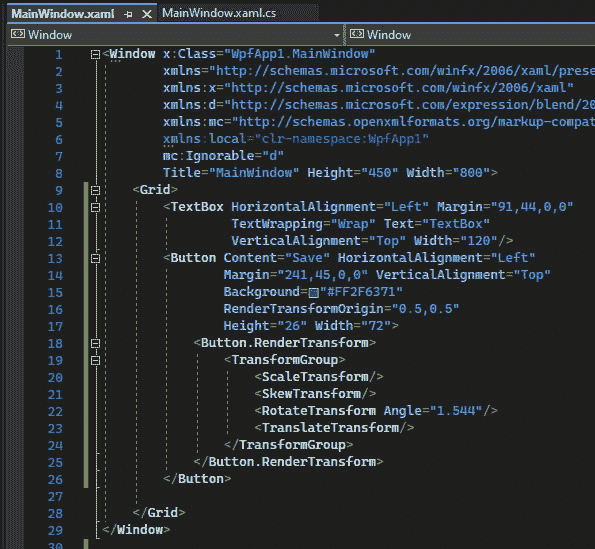 MainWindow.xaml MainWindow.xaml.cs
Window Window
1 <Window x:Class="WpfApp1.MainWindow"
2 xmlns="http://schemas.microsoft.com/winfx/2006/xaml/prese
3 xmlns:x="http://schemas.microsoft.com/winfx/2006/xaml"
4 xmlns:d="http://schemas.microsoft.com/expression/blend/20
5 xmlns:mc="http://schemas.openxmlformats.org/markup-compat
6 xmlns:local="clr-namespace:WpfApp1"
7 mc:Ignorable="d"
8 Title="MainWindow" Height="450" Width="800">
9 <Grid>
10 <TextBox HorizontalAlignment="Left" Margin="91,44,0,0"
11 TextWrapping="Wrap" Text="TextBox"
12 VerticalAlignment="Top" Width="120"/>
13 <Button Content="Save" HorizontalAlignment="Left"
14 Margin="241,45,0,0" VerticalAlignment="Top"
15 Background="#FF2F6371"
16 RenderTransformOrigin="0.5,0.5"
17 Height="26" Width="72">
18 <Button.RenderTransform>
19 <TransformGroup>
20 <ScaleTransform/>
21 <SkewTransform/>
22 <RotateTransform Angle="1.544"/>
23 <TranslateTransform/>
24 </TransformGroup>
25 </Button.RenderTransform>
26 </Button>
27
28 </Grid>
29 </Window>
30